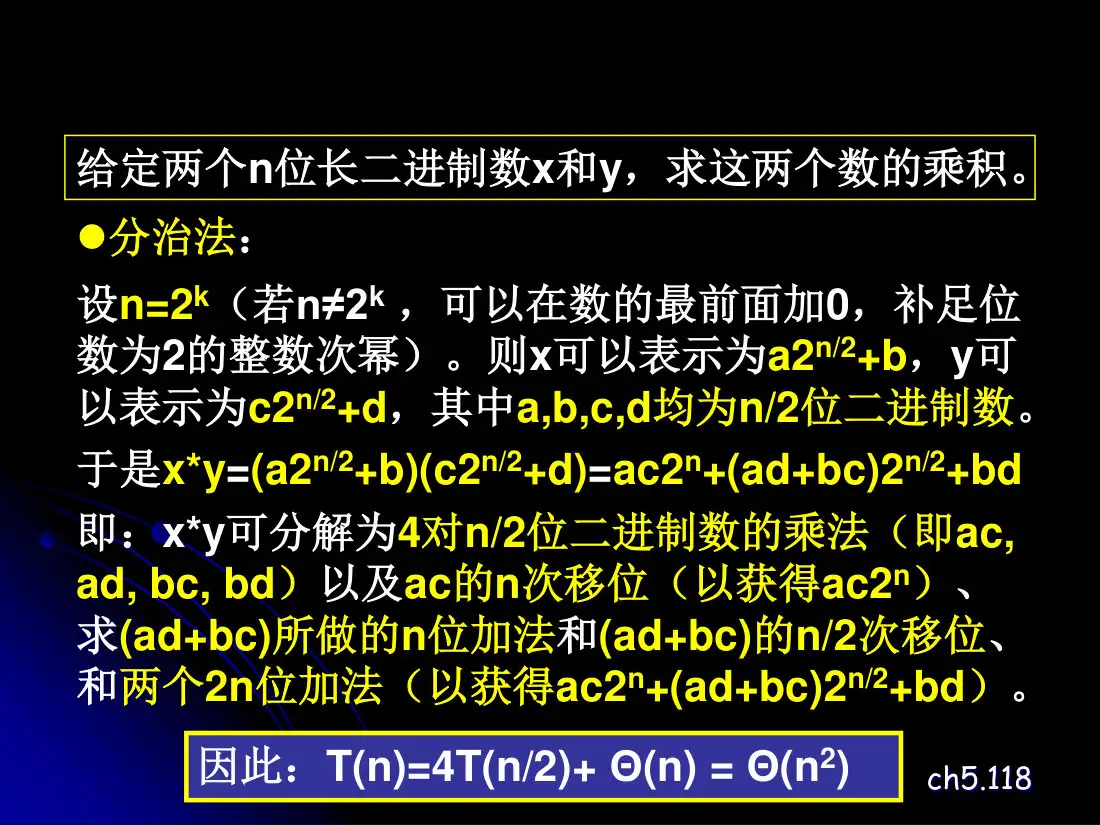 给定两个n位长二进制数x和y，求这两个数的乘积。
●分治法：
设n=2ᵏ（若n≠2ᵏ ，可以在数的最前面加0，补足位
数为2的整数次幂）。则x可以表示为a2ⁿᐟ²+b，y可
以表示为c2ⁿᐟ²+d，其中a,b,c,d均为n/2位二进制数。
于是x*y=(a2ⁿᐟ²+b)(c2ⁿᐟ²+d)=ac2ⁿ+(ad+bc)2ⁿᐟ²+bd
即：x*y可分解为4对n/2位二进制数的乘法（即ac,
ad, bc, bd）以及ac的n次移位（以获得ac2ⁿ）、
求(ad+bc)所做的n位加法和(ad+bc)的n/2次移位、
和两个2n位加法（以获得ac2ⁿ+(ad+bc)2ⁿᐟ²+bd）。
因此：T(n)=4T(n/2)+ Θ(n) = Θ(n²)
ch5.118